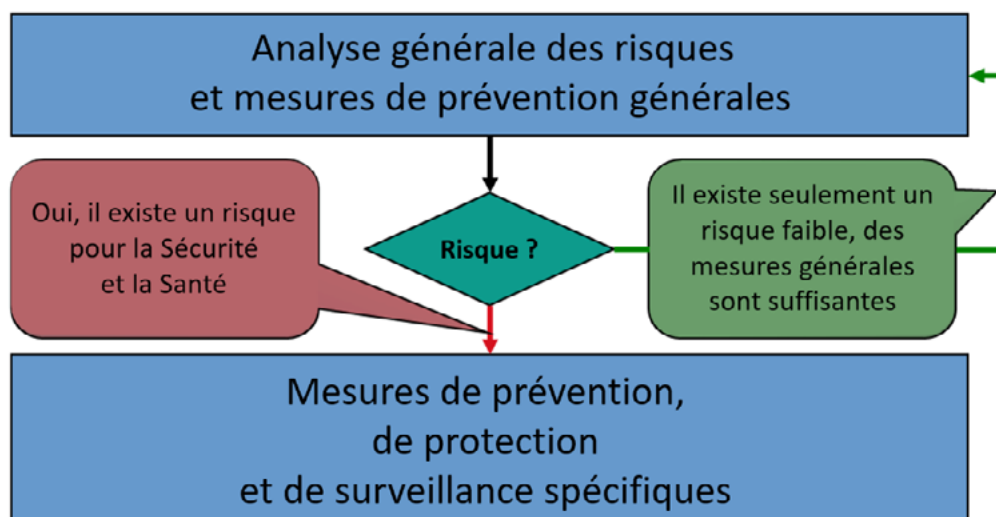 Analyse générale des risques
et mesures de prévention générales
Oui, il existe un risque
pour la Sécurité
et la Santé
Risque ?
Il existe seulement un
risque faible, des
mesures générales
sont suffisantes
Mesures de prévention,
de protection
et de surveillance spécifiques